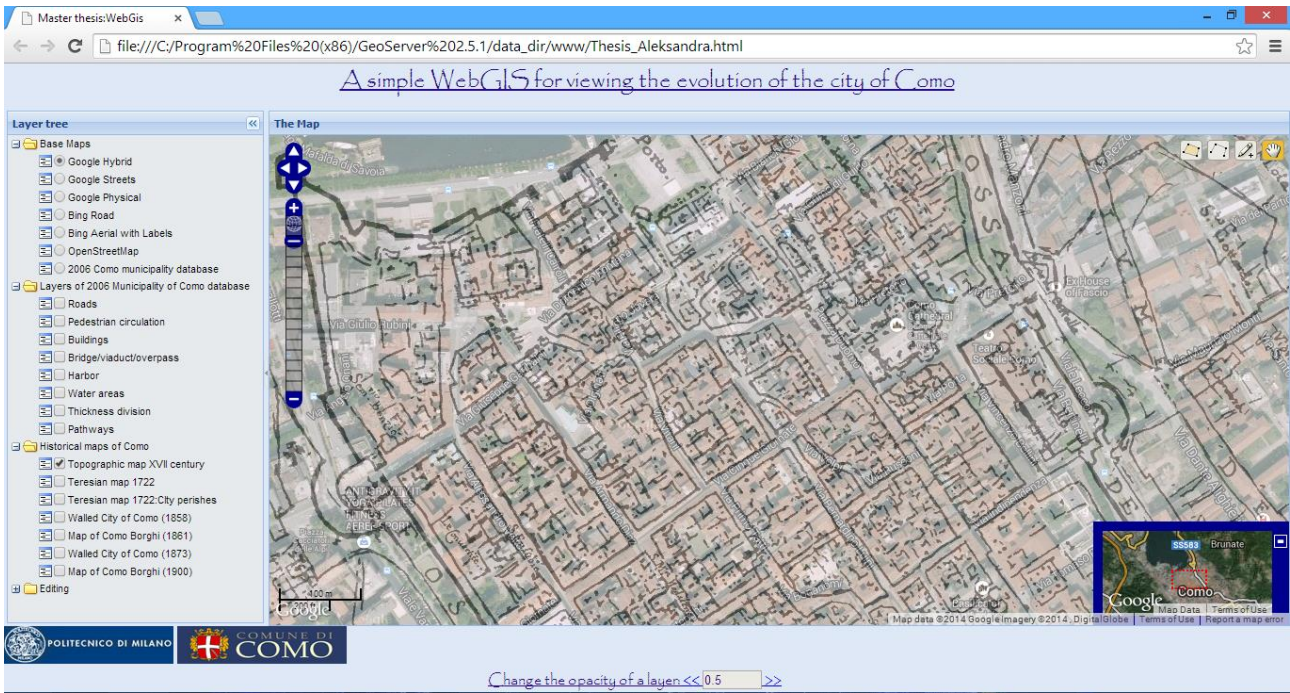 Master thesis:WebGis
file:///C:/Program%20Files%20(x86)/GeoServer%202.5.1/data_dir/www/Thesis_Aleksandra.html
A simple WebGIS for viewing the evolution of the city of Como
Layer tree
The Map
Base Maps
Google Hybrid
Google Streets
Google Physical
Bing Road
Bing Aerial with Labels
OpenStreetMap
2006 Como municipality database
Layers of 2006 Municipality of Como database
Roads
Pedestrian circulation
Buildings
Bridge/viaduct/overpass
Harbor
Water areas
Thickness division
Pathways
Historical maps of Como
Topographic map XVII century
Teresian map 1722
Teresian map 1722:City perishes
Walled City of Como (1858)
Map of Como Borghi (1861)
Walled City of Como (1873)
Map of Como Borghi (1900)
Editing
Via Giulio Rubini
Ex House
of Fascio
Teatro
Sociale Como
Cathedral
FITNESS
100 m
Google
SS583
Brunate
Como
Google
Map Data
Terms of Use
Map data ©2014 Google Imagery ©2014 , DigitalGlobe
Terms of Use
Report a map error
POLITECNICO DI MILANO
COMUNE DI
COMO
Change the opacity of a layer: << 0.5 >>